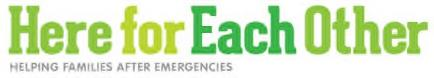 Here for Each Other
HELPING FAMILIES AFTER EMERGENCIES